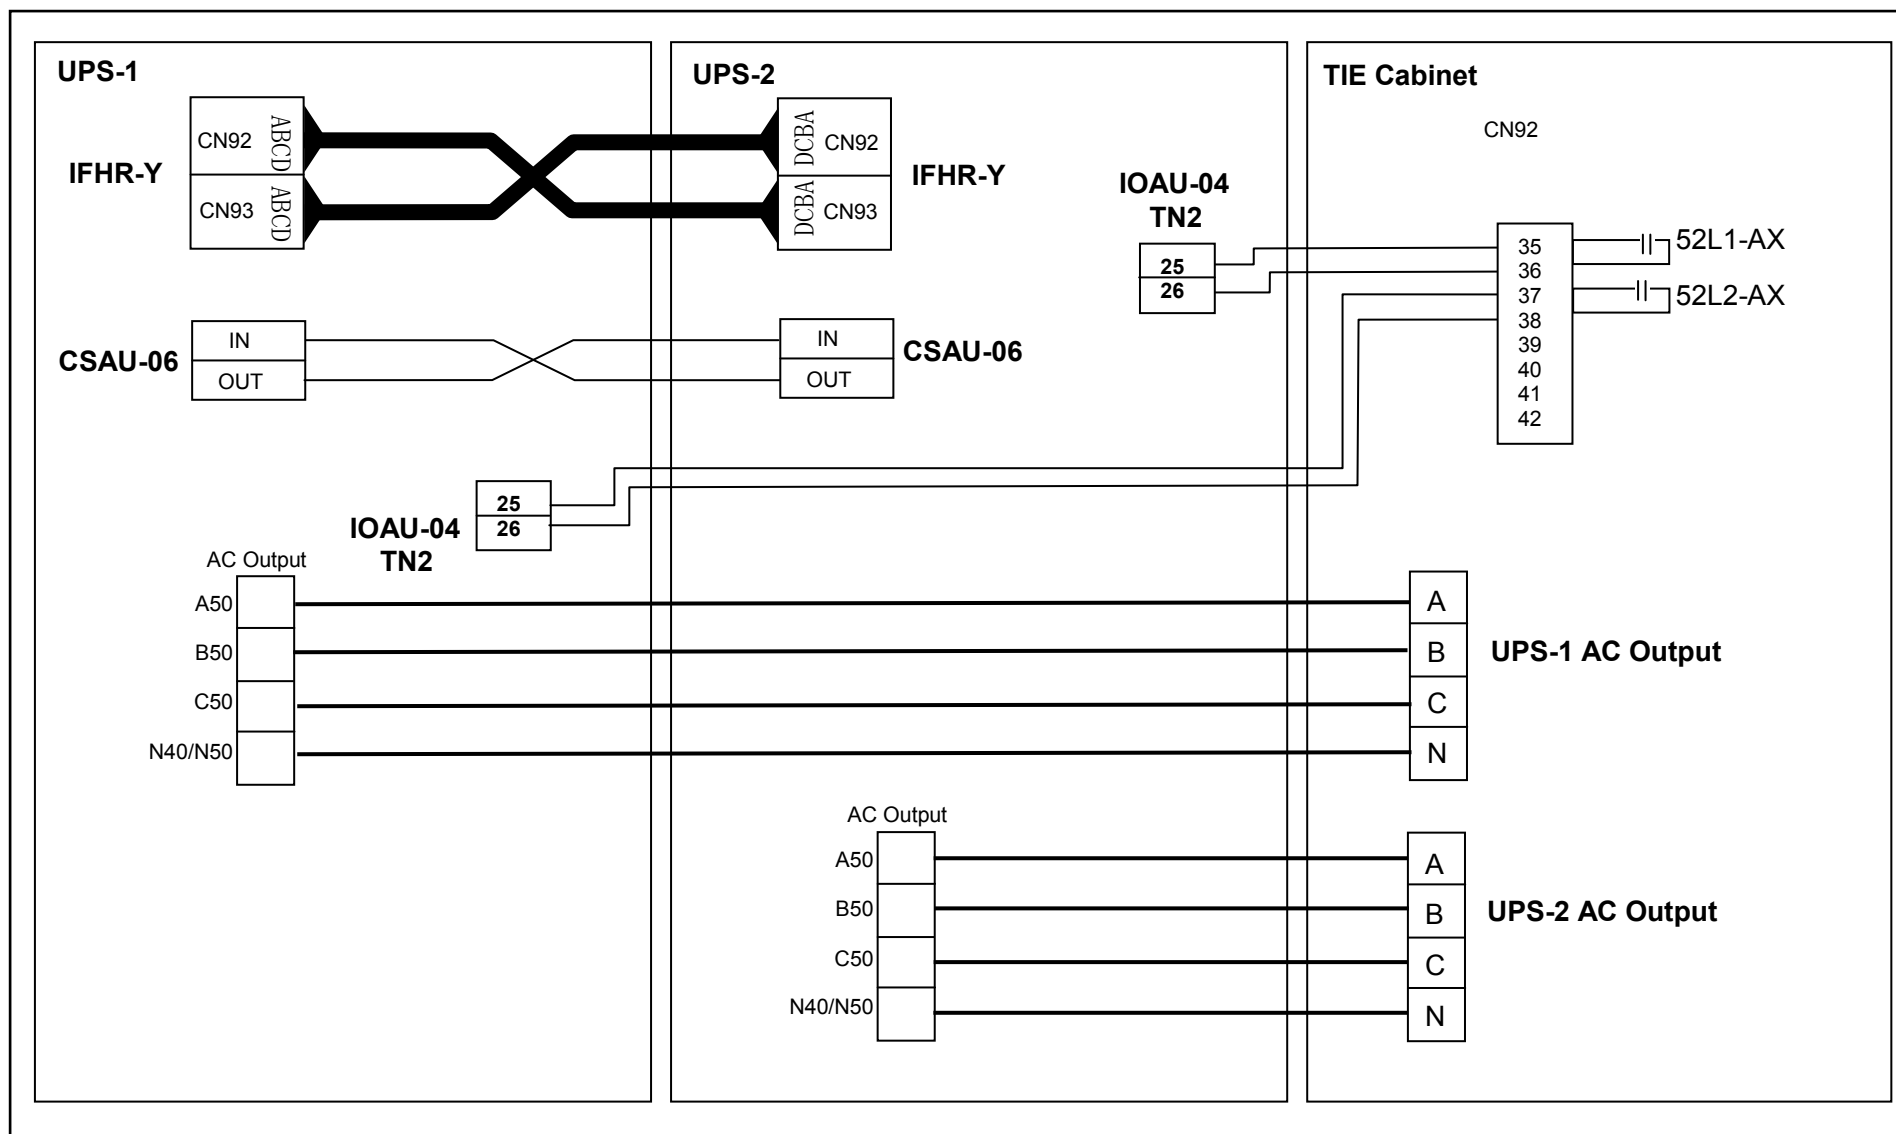 UPS-1
CN92
ABCD
IFHR-Y
CN93
ABCD
CSAU-06
IN
OUT
25
26
IOAU-04
TN2
AC Output
A50
B50
C50
N40/N50
UPS-2
DCBA
CN92
IFHR-Y
DCBA
CN93
IN
OUT
CSAU-06
IOAU-04
TN2
25
26
AC Output
A50
B50
C50
N40/N50
TIE Cabinet
CN92
35
36
37
38
39
40
41
42
52L1-AX
52L2-AX
A
B
C
N
UPS-1 AC Output
A
B
C
N
UPS-2 AC Output